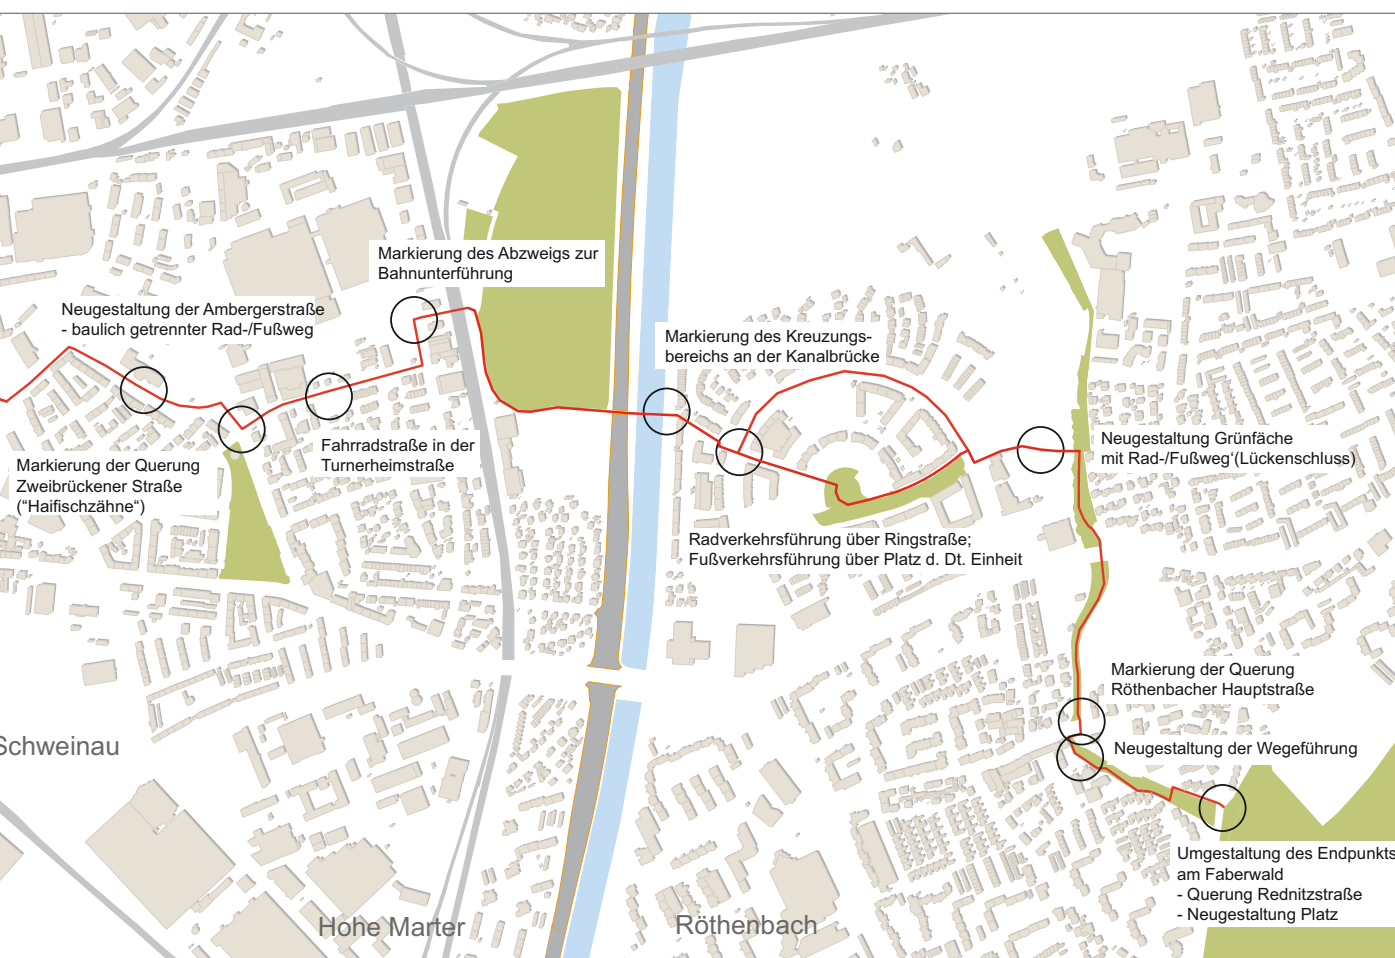 Markierung des Abzweigs zur
Bahnunterführung
Neugestaltung der Ambergerstraße
- baulich getrennter Rad-/Fußweg
Markierung des Kreuzungs-
bereichs an der Kanalbrücke
Fahrradstraße in der
Turnerheimstraße
Markierung der Querung
Zweibrückener Straße
(“Haifischzähne“)
Neugestaltung Grünfäche
mit Rad-/Fußweg‘(Lückenschluss)
Radverkehrsführung über Ringstraße;
Fußverkehrsführung über Platz d. Dt. Einheit
Markierung der Querung
Röthenbacher Hauptstraße
Neugestaltung der Wegeführung
Schweinau
Umgestaltung des Endpunkts
am Faberwald
- Querung Rednitzstraße
- Neugestaltung Platz
Hohe Marter
Röthenbach